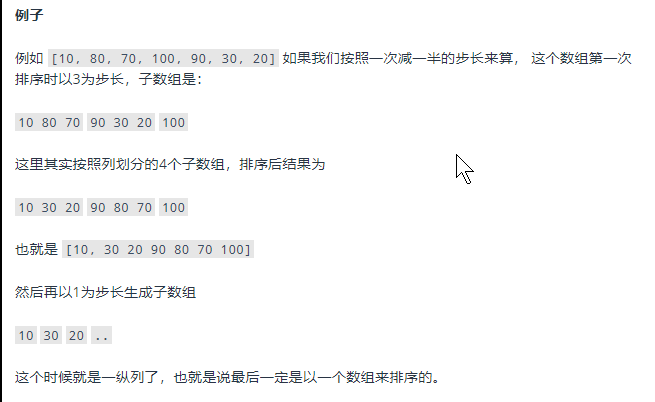 例子
例如 [10, 80, 70, 100, 90, 30, 20] 如果我们按照一次减一半的步长来算， 这个数组第一次
排序时以3为步长，子数组是：
10 80 70 90 30 20 100
这里其实按照列划分的4个子数组，排序后结果为
10 30 20 90 80 70 100
也就是 [10, 30 20 90 80 70 100]
然后再以1为步长生成子数组
10 30 20 ..
这个时候就是一纵列了，也就是说最后一定是以一个数组来排序的。